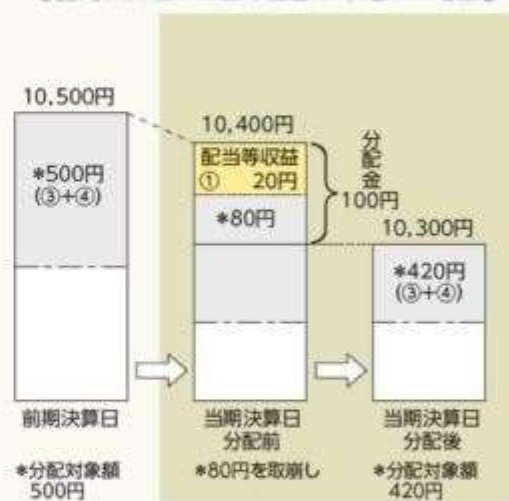 10,500円
*500円
(③+④)
10,400円
配当等収益
① 20円
*80円
分配金
100円
10,300円
*420円
(③+④)
前期決算日
当期決算日
分配前
当期決算日
分配後
*分配対象額
500円
*80円を取崩し
*分配対象額
420円